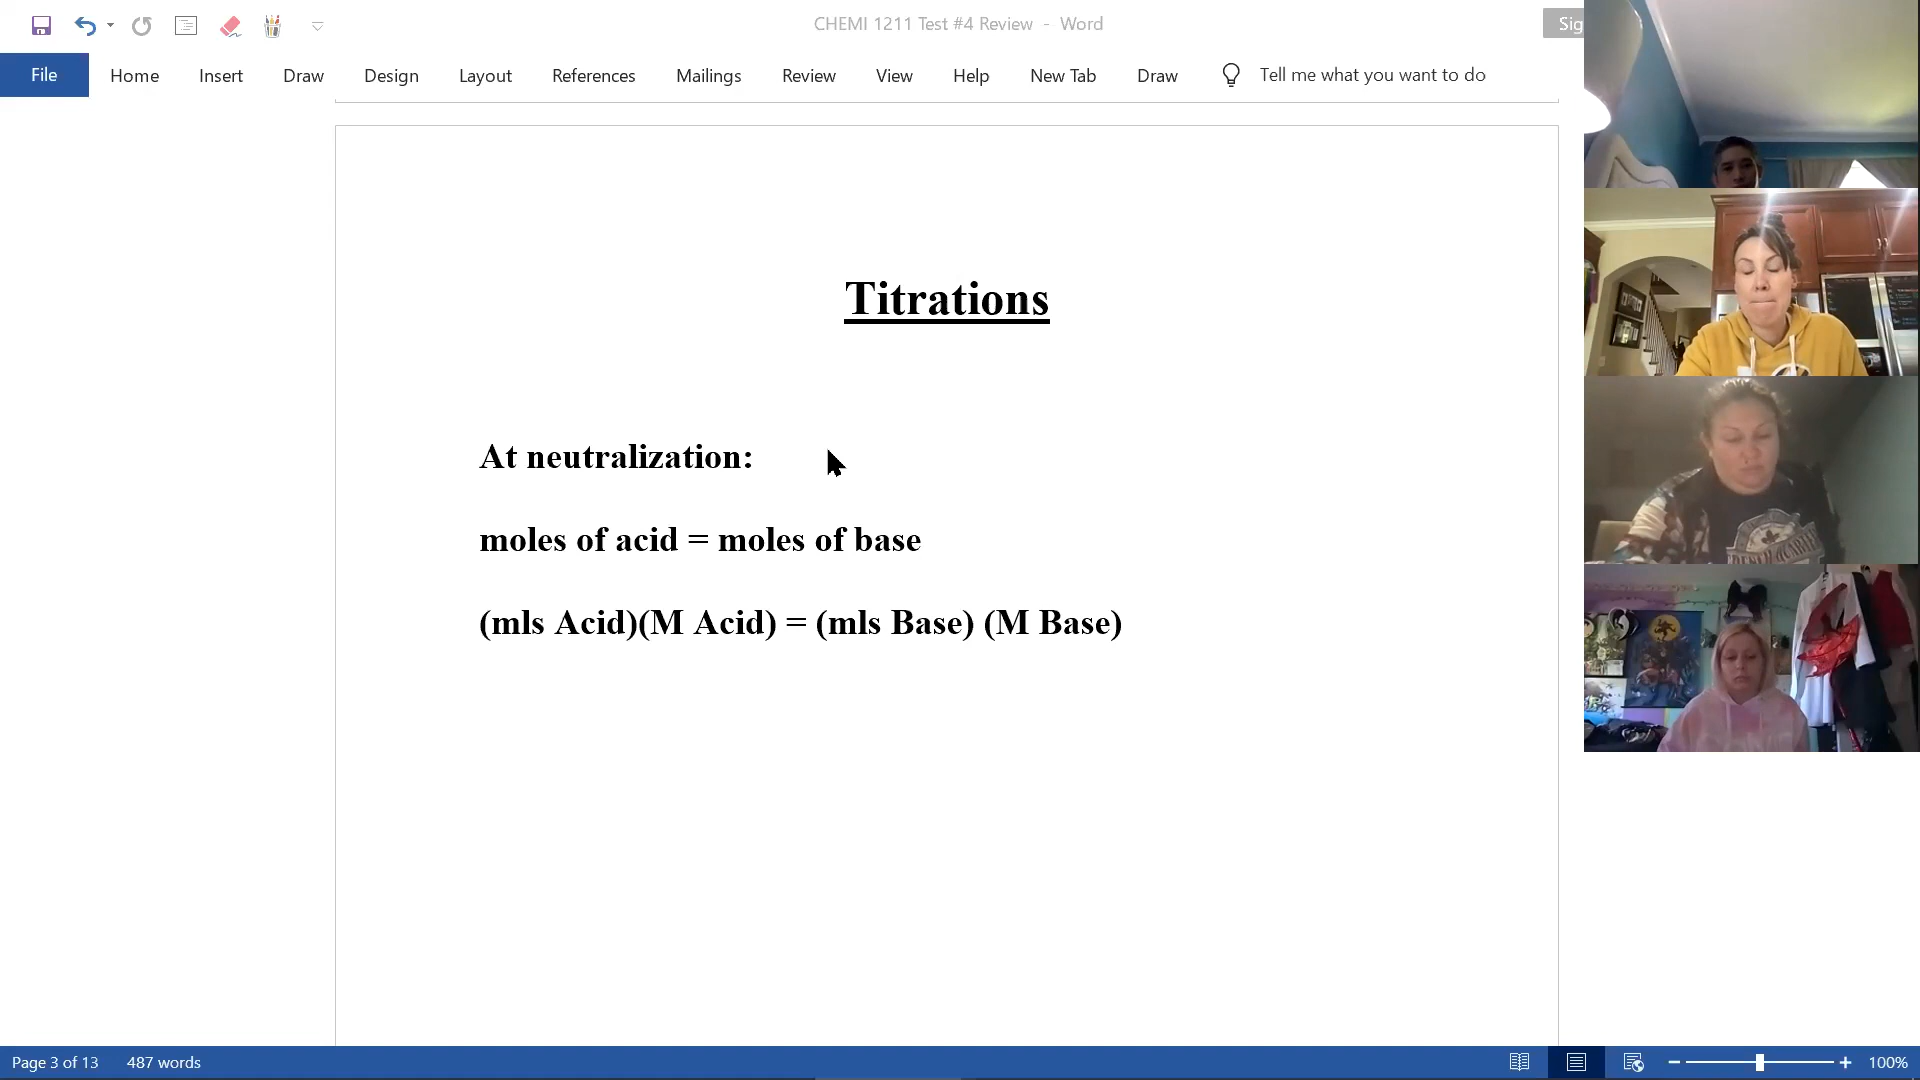 CHEMI 1211 Test #4 Review - Word
Sig
File Home Insert Draw Design Layout References Mailings Review View Help New Tab Draw Tell me what you want to do
Titrations
At neutralization:
moles of acid = moles of base
(mls Acid)(M Acid) = (mls Base) (M Base)
Page 3 of 13 487 words 100%